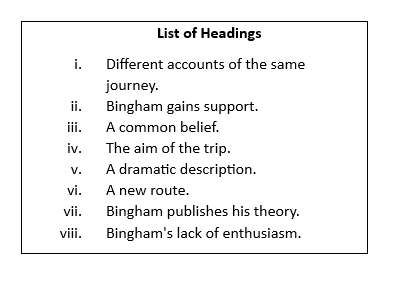 List of Headings
i. Different accounts of the same
journey.
ii. Bingham gains support.
iii. A common belief.
iv. The aim of the trip.
v. A dramatic description.
vi. A new route.
vii. Bingham publishes his theory.
viii. Bingham's lack of enthusiasm.